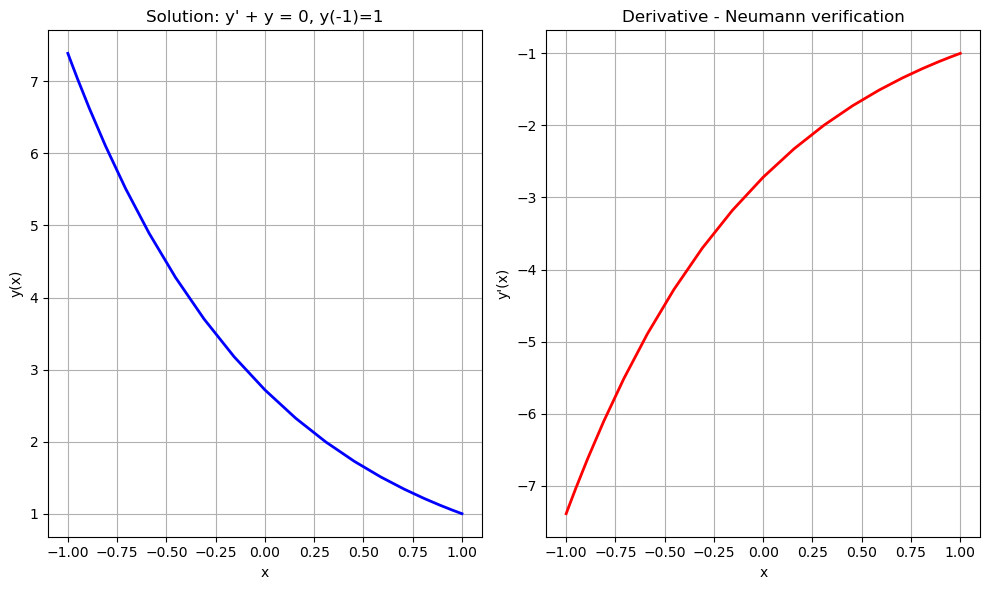 Solution: y' + y = 0, y(-1)=1
7
6
5
4
3
2
1
y(x)
−1.00 −0.75 −0.50 −0.25 0.00 0.25 0.50 0.75 1.00
x
Derivative - Neumann verification
−1
−2
−3
−4
−5
−6
−7
y'(x)
−1.00 −0.75 −0.50 −0.25 0.00 0.25 0.50 0.75 1.00
x